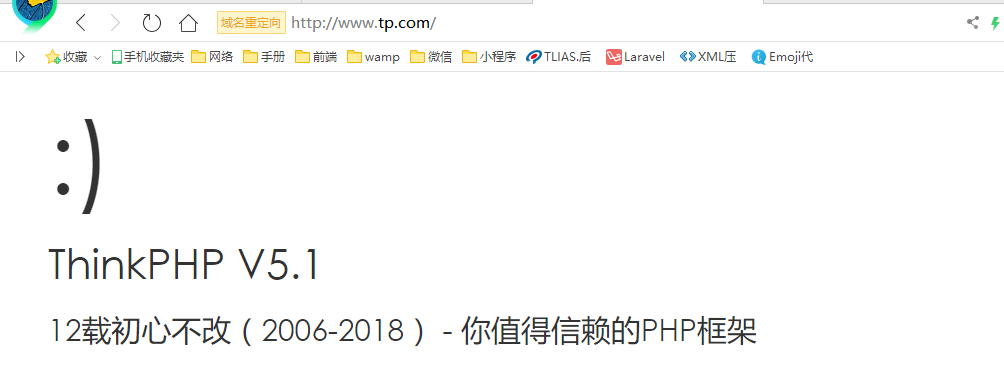 域名重定向 http://www.tp.com/
收藏 手机收藏夹 网络 手册 前端 wamp 微信 小程序 TLIAS.后 Laravel XML压 Emoji代
:)
ThinkPHP V5.1
12载初心不改（2006-2018） - 你值得信赖的PHP框架